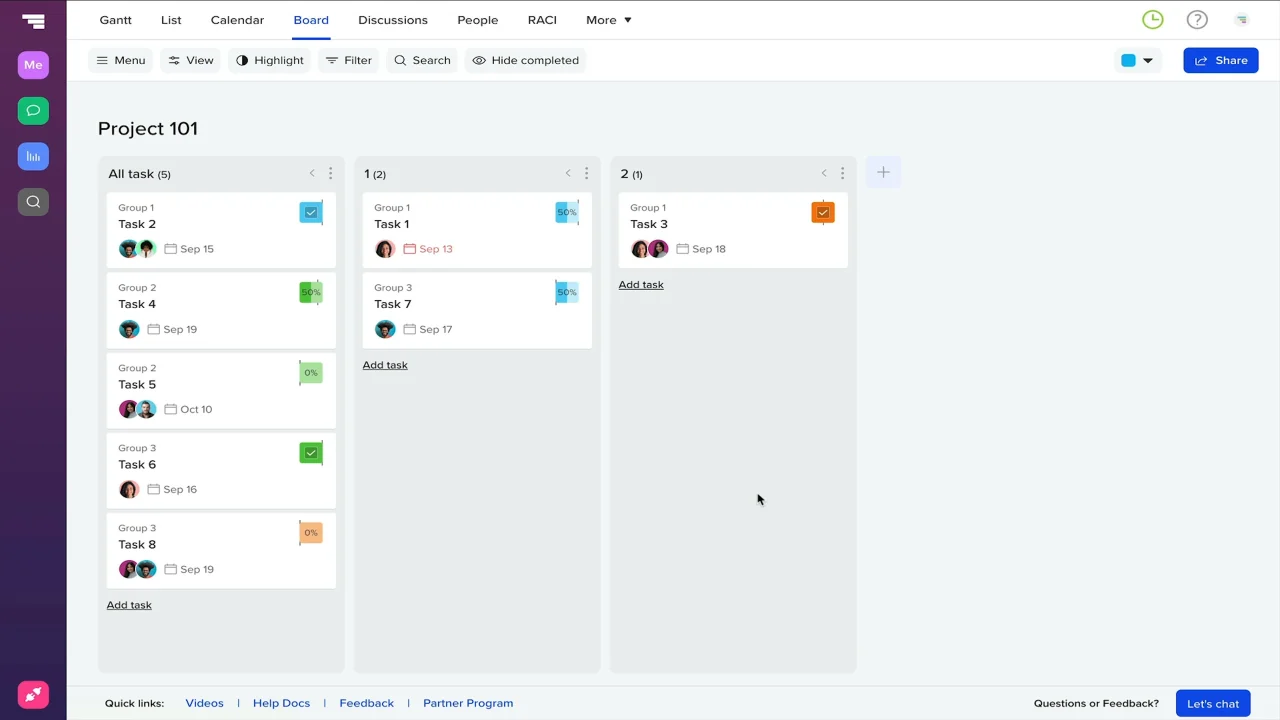 Gantt List Calendar Board Discussions People RACI More
Me
Menu View Highlight Filter Search Hide completed Share
Project 101
All task (5)
Group 1
Task 2
Sep 15
Group 2
Task 4
50%
Sep 19
Group 2
Task 5
0%
Oct 10
Group 3
Task 6
Sep 16
Group 3
Task 8
0%
Sep 19
Add task
1 (2)
Group 1
Task 1
50%
Sep 13
Group 3
Task 7
50%
Sep 17
Add task
2 (1)
Group 1
Task 3
Sep 18
Add task
Quick links: Videos | Help Docs | Feedback | Partner Program
Questions or Feedback? Let's chat